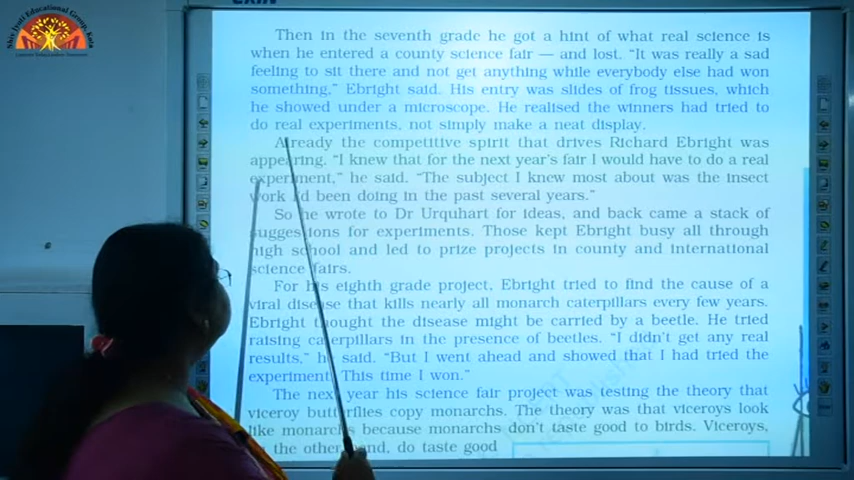 Shiv Jyoti Educational Group, Kota
Then in the seventh grade he got a hint of what real science is
when he entered a county science fair — and lost. “It was really a sad
feeling to sit there and not get anything while everybody else had won
something,” Ebright said. His entry was slides of frog tissues, which
he showed under a microscope. He realised the winners had tried to
do real experiments, not simply make a neat display.
Already the competitive spirit that drives Richard Ebright was
appearing. “I knew that for the next year's fair I would have to do a real
experiment,” he said. “The subject I knew most about was the insect
work I'd been doing in the past several years.”
So he wrote to Dr Urquhart for ideas, and back came a stack of
suggestions for experiments. Those kept Ebright busy all through
high school and led to prize projects in county and international
science fairs.
For his eighth grade project, Ebright tried to find the cause of a
viral disease that kills nearly all monarch caterpillars every few years.
Ebright thought the disease might be carried by a beetle. He tried
raising caterpillars in the presence of beetles. “I didn't get any real
results,” he said. “But I went ahead and showed that I had tried the
experiment. This time I won.”
The next year his science fair project was testing the theory that
viceroy butterflies copy monarchs. The theory was that viceroys look
like monarchs because monarchs don't taste good to birds. Viceroys,
the other do taste good